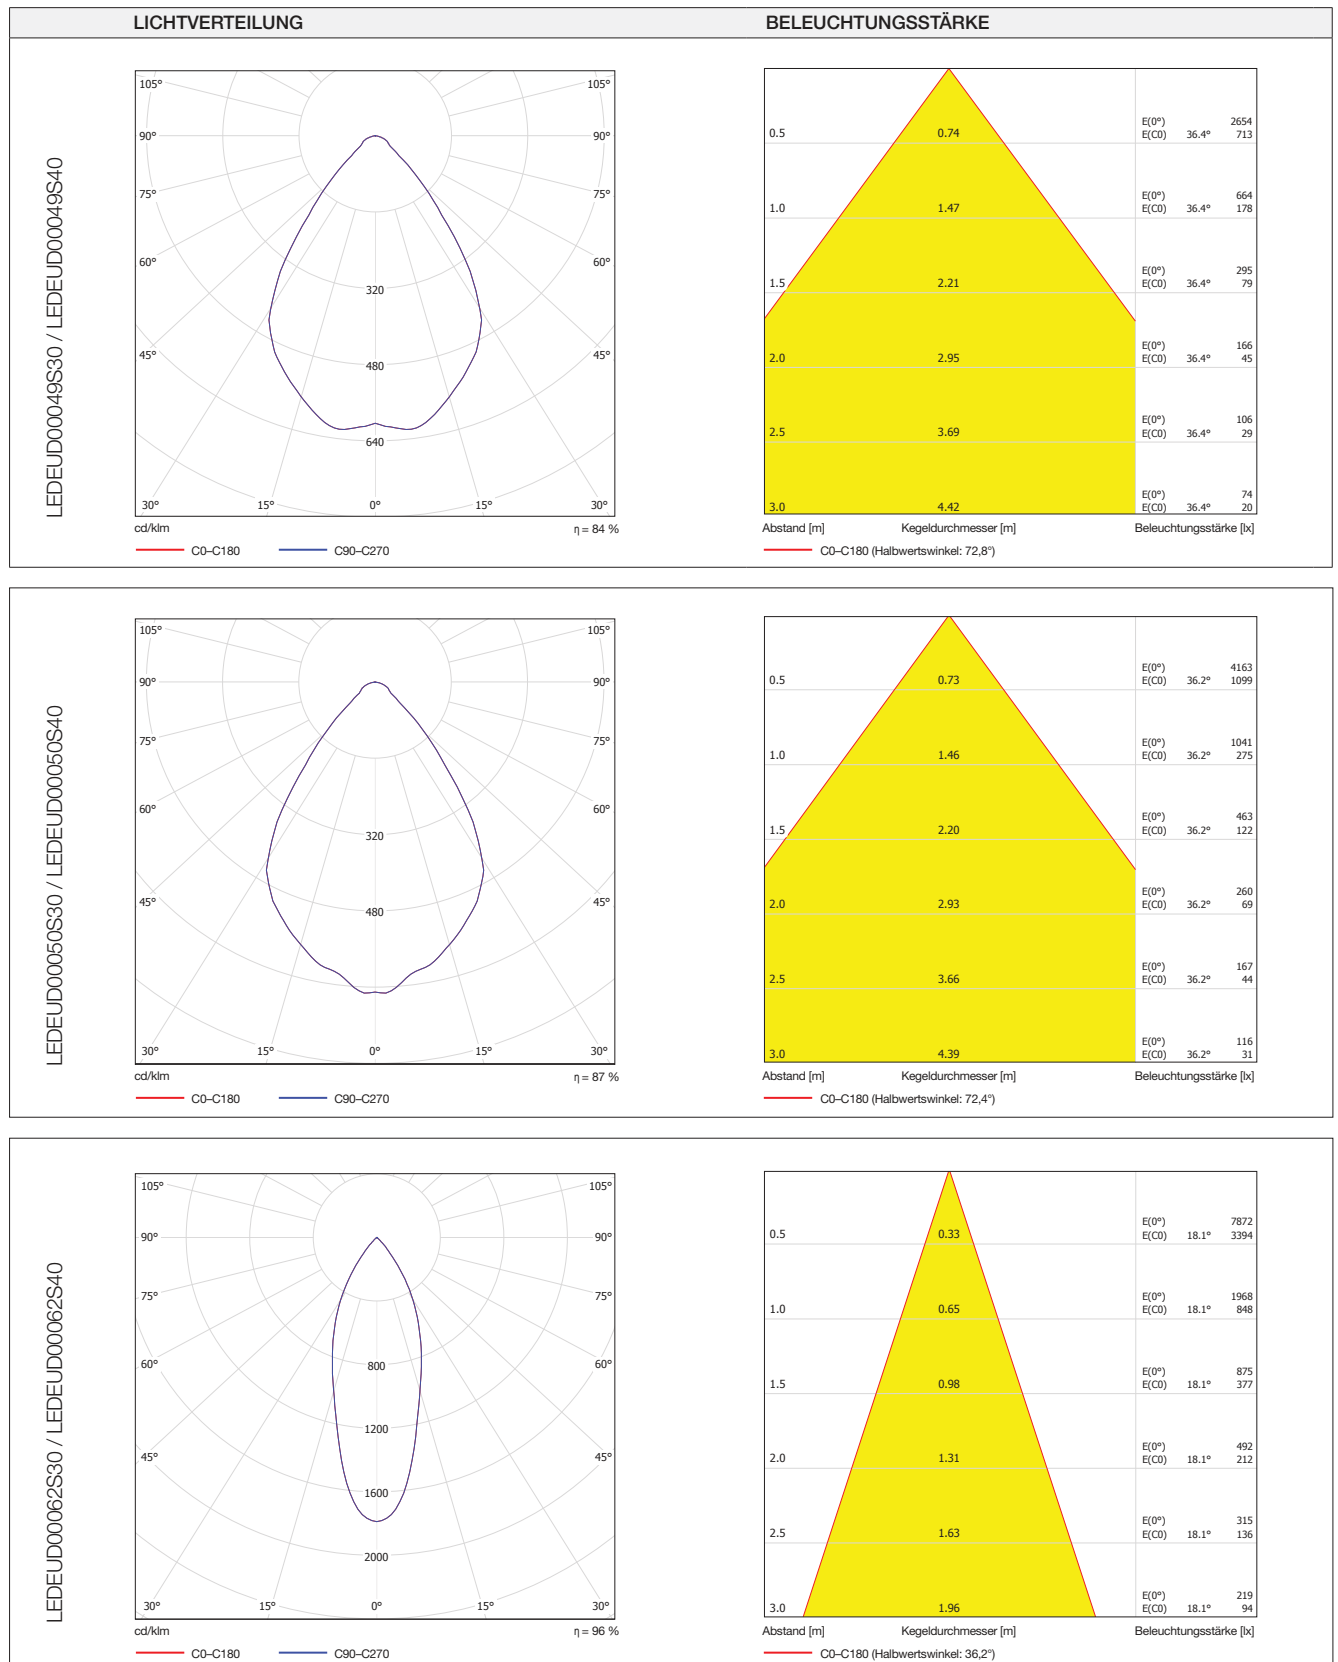 LICHTVERTEILUNG BELEUCHTUNGSSTÄRKE
LEDEUD00049S30 / LEDEUD00049S40
105° 105°
90° 90°
75° 75°
60° 60°
45° 45°
320
480
640
30° 15° 0° 15° 30°
cd/klm η = 84 %
C0–C180 C90–C270
0.5 0.74 E(0°) 2654
E(C0) 36.4° 713
1.0 1.47 E(0°) 664
E(C0) 36.4° 178
1.5 2.21 E(0°) 295
E(C0) 36.4° 79
2.0 2.95 E(0°) 166
E(C0) 36.4° 45
2.5 3.69 E(0°) 106
E(C0) 36.4° 29
3.0 4.42 E(0°) 74
E(C0) 36.4° 20
Abstand [m] Kegeldurchmesser [m] Beleuchtungsstärke [lx]
C0–C180 (Halbwertswinkel: 72,8°)
LEDEUD00050S30 / LEDEUD00050S40
105° 105°
90° 90°
75° 75°
60° 60°
45° 45°
320
480
30° 15° 0° 15° 30°
cd/klm η = 87 %
C0–C180 C90–C270
0.5 0.73 E(0°) 4163
E(C0) 36.2° 1099
1.0 1.46 E(0°) 1041
E(C0) 36.2° 275
1.5 2.20 E(0°) 463
E(C0) 36.2° 122
2.0 2.93 E(0°) 260
E(C0) 36.2° 69
2.5 3.66 E(0°) 167
E(C0) 36.2° 44
3.0 4.39 E(0°) 116
E(C0) 36.2° 31
Abstand [m] Kegeldurchmesser [m] Beleuchtungsstärke [lx]
C0–C180 (Halbwertswinkel: 72,4°)
LEDEUD00062S30 / LEDEUD00062S40
105° 105°
90° 90°
75° 75°
60° 60°
45° 45°
800
1200
1600
2000
30° 15° 0° 15° 30°
cd/klm η = 96 %
C0–C180 C90–C270
0.5 0.33 E(0°) 7872
E(C0) 18.1° 3394
1.0 0.65 E(0°) 1968
E(C0) 18.1° 848
1.5 0.98 E(0°) 875
E(C0) 18.1° 377
2.0 1.31 E(0°) 492
E(C0) 18.1° 212
2.5 1.63 E(0°) 315
E(C0) 18.1° 136
3.0 1.96 E(0°) 219
E(C0) 18.1° 94
Abstand [m] Kegeldurchmesser [m] Beleuchtungsstärke [lx]
C0–C180 (Halbwertswinkel: 36,2°)